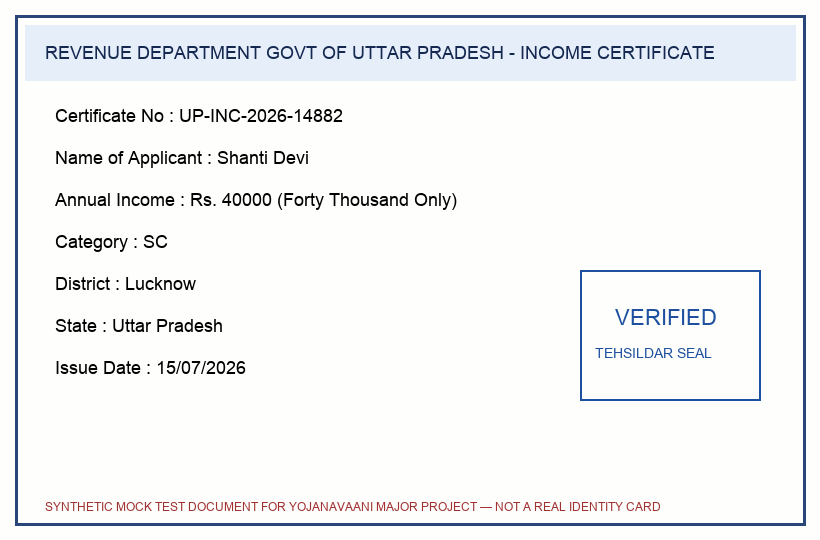 REVENUE DEPARTMENT GOVT OF UTTAR PRADESH - INCOME CERTIFICATE
Certificate No : UP-INC-2026-14882
Name of Applicant : Shanti Devi
Annual Income : Rs. 40000 (Forty Thousand Only)
Category : SC
District : Lucknow
State : Uttar Pradesh
Issue Date : 15/07/2026
VERIFIED
TEHSILDAR SEAL
SYNTHETIC MOCK TEST DOCUMENT FOR YOJANAVAANI MAJOR PROJECT — NOT A REAL IDENTITY CARD